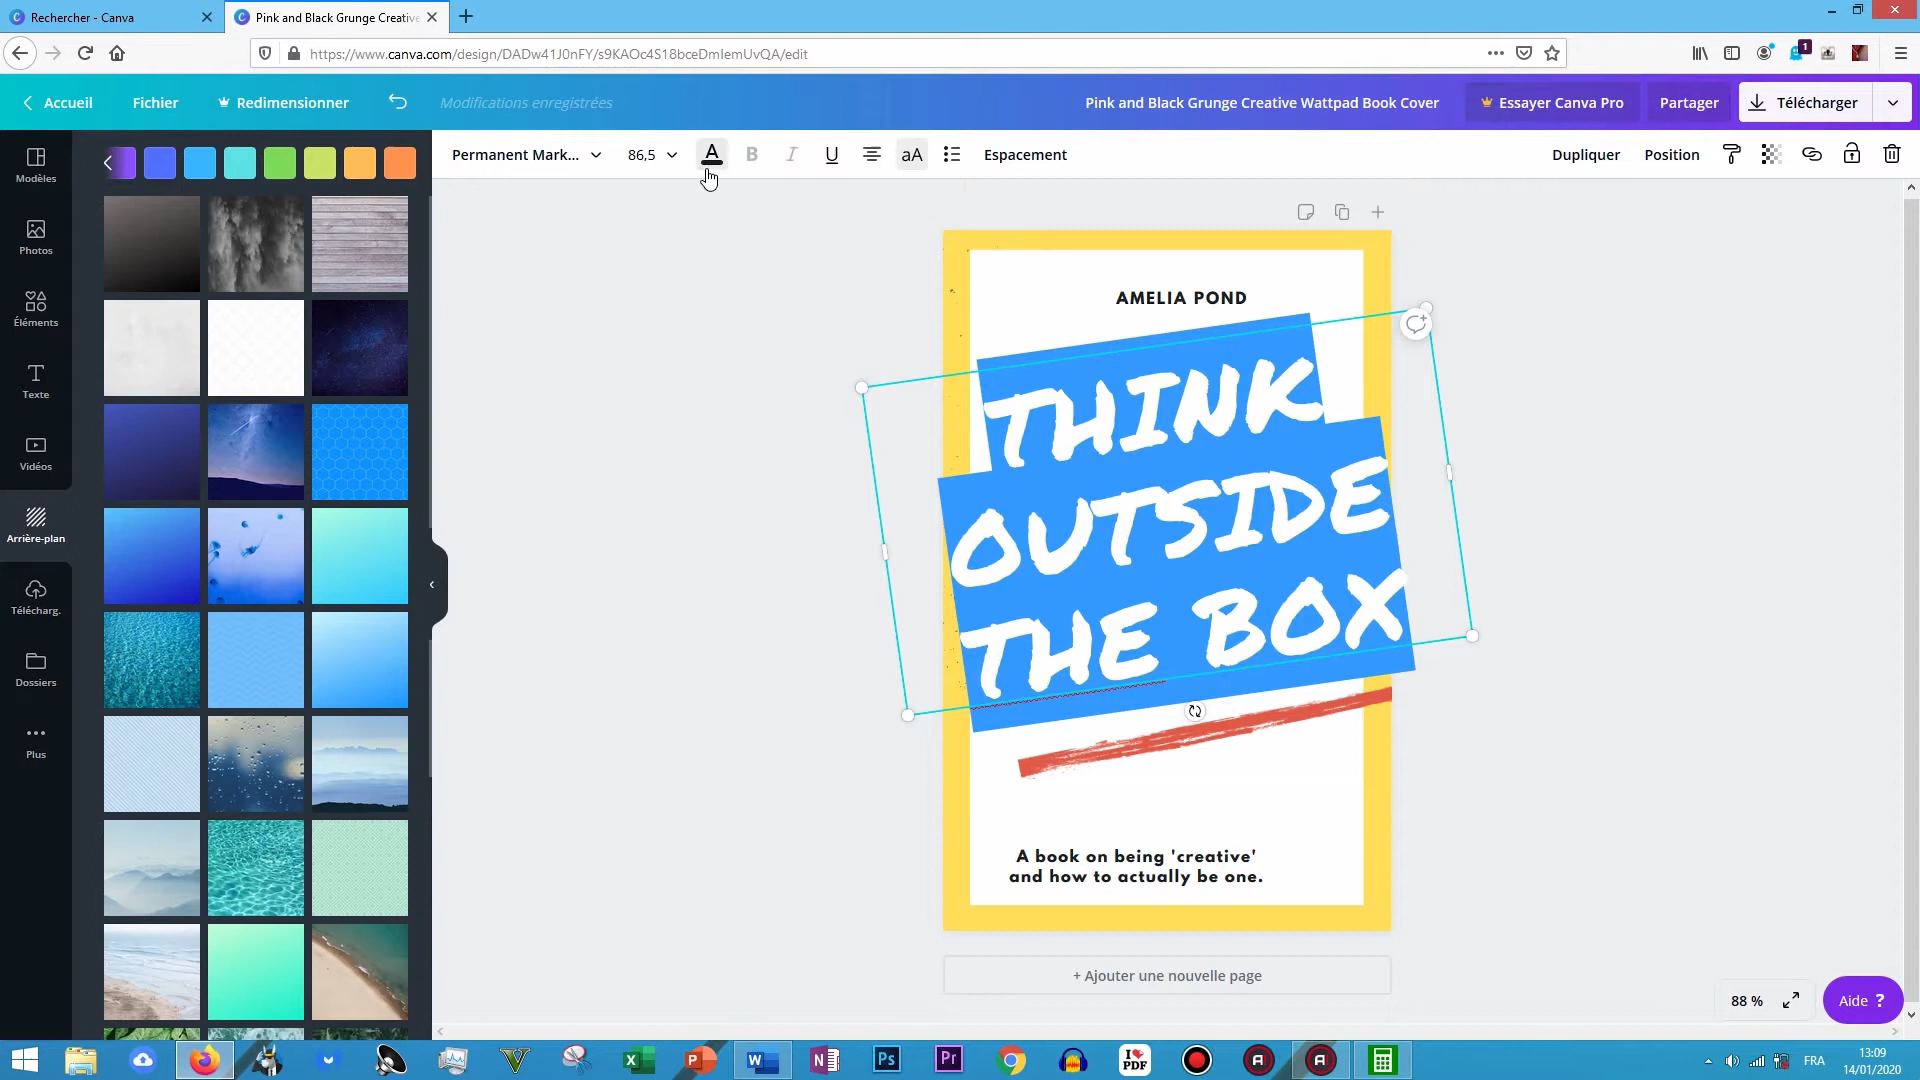 Rechercher - Canva
Pink and Black Grunge Creative
https://www.canva.com/design/DADw41J0nFY/s9KAOc4S18bceDmIemUvQA/edit
1
Accueil
Fichier
Redimensionner
Modifications enregistrées
Pink and Black Grunge Creative Wattpad Book Cover
Essayer Canva Pro
Partager
Télécharger
Permanent Mark...
86,5
A
B
I
U
aA
Espacement
Dupliquer
Position
Modèles
Photos
Éléments
Texte
Vidéos
Arrière-plan
Télécharg.
Dossiers
Plus
AMELIA POND
THINK
OUTSIDE
THE BOX
A book on being 'creative'
and how to actually be one.
+ Ajouter une nouvelle page
88 %
Aide ?
I
PDF
Ps
Pr
FRA
13:09
14/01/2020